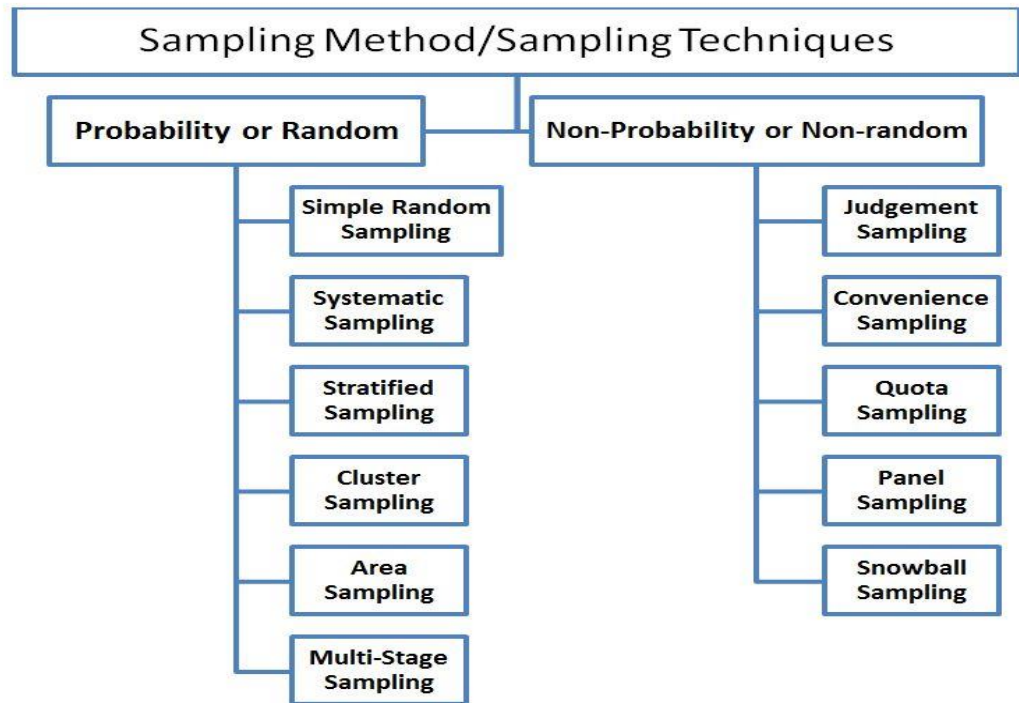 Sampling Method/Sampling Techniques
Probability or Random
Non-Probability or Non-random
Simple Random
Sampling
Systematic
Sampling
Stratified
Sampling
Cluster
Sampling
Area
Sampling
Multi-Stage
Sampling
Judgement
Sampling
Convenience
Sampling
Quota
Sampling
Panel
Sampling
Snowball
Sampling